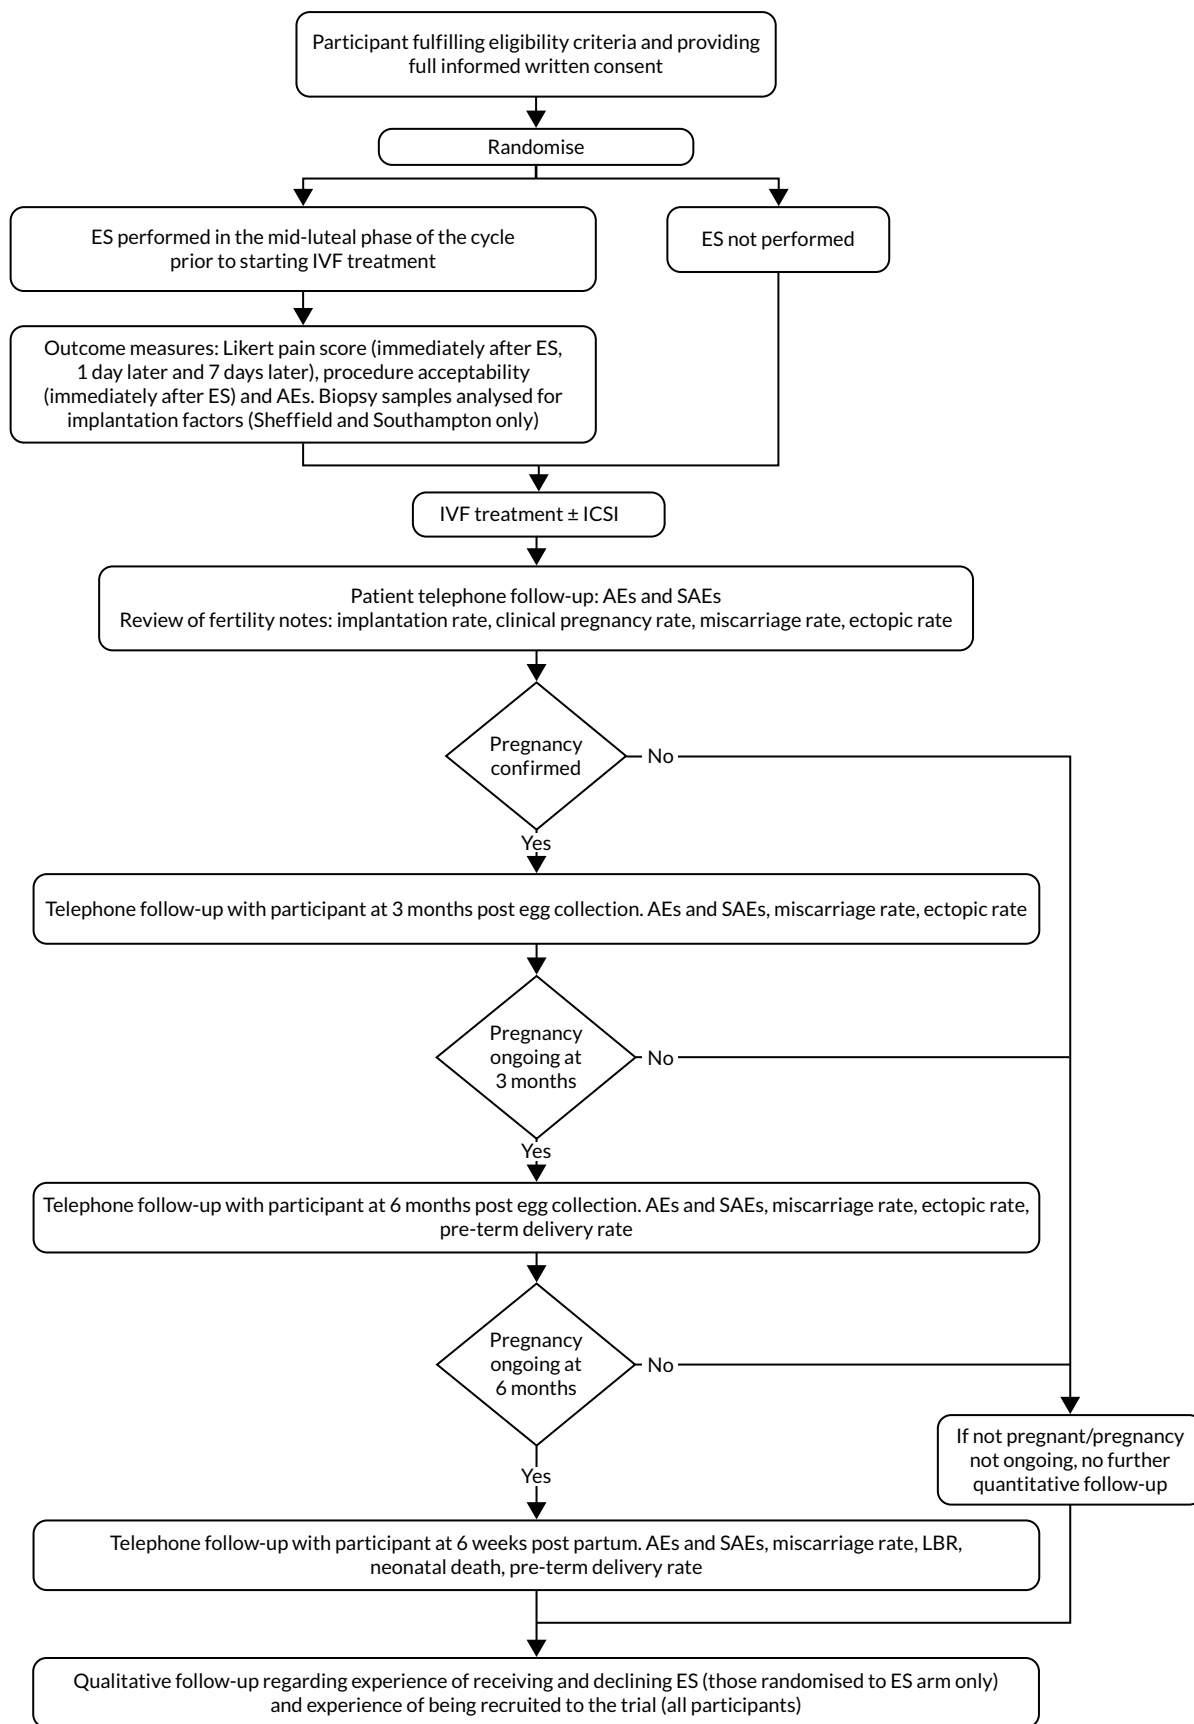 Participant fulfilling eligibility criteria and providing
full informed written consent
Randomise
ES performed in the mid-luteal phase of the cycle
prior to starting IVF treatment
ES not performed
Outcome measures: Likert pain score (immediately after ES,
1 day later and 7 days later), procedure acceptability
(immediately after ES) and AEs. Biopsy samples analysed for
implantation factors (Sheffield and Southampton only)
IVF treatment ± ICSI
Patient telephone follow-up: AEs and SAEs
Review of fertility notes: implantation rate, clinical pregnancy rate, miscarriage rate, ectopic rate
Pregnancy
confirmed
No
Yes
Telephone follow-up with participant at 3 months post egg collection. AEs and SAEs, miscarriage rate, ectopic rate
Pregnancy
ongoing at
3 months
No
Yes
Telephone follow-up with participant at 6 months post egg collection. AEs and SAEs, miscarriage rate, ectopic rate,
pre-term delivery rate
Pregnancy
ongoing at
6 months
No
Yes
If not pregnant/pregnancy
not ongoing, no further
quantitative follow-up
Telephone follow-up with participant at 6 weeks post partum. AEs and SAEs, miscarriage rate, LBR,
neonatal death, pre-term delivery rate
Qualitative follow-up regarding experience of receiving and declining ES (those randomised to ES arm only)
and experience of being recruited to the trial (all participants)